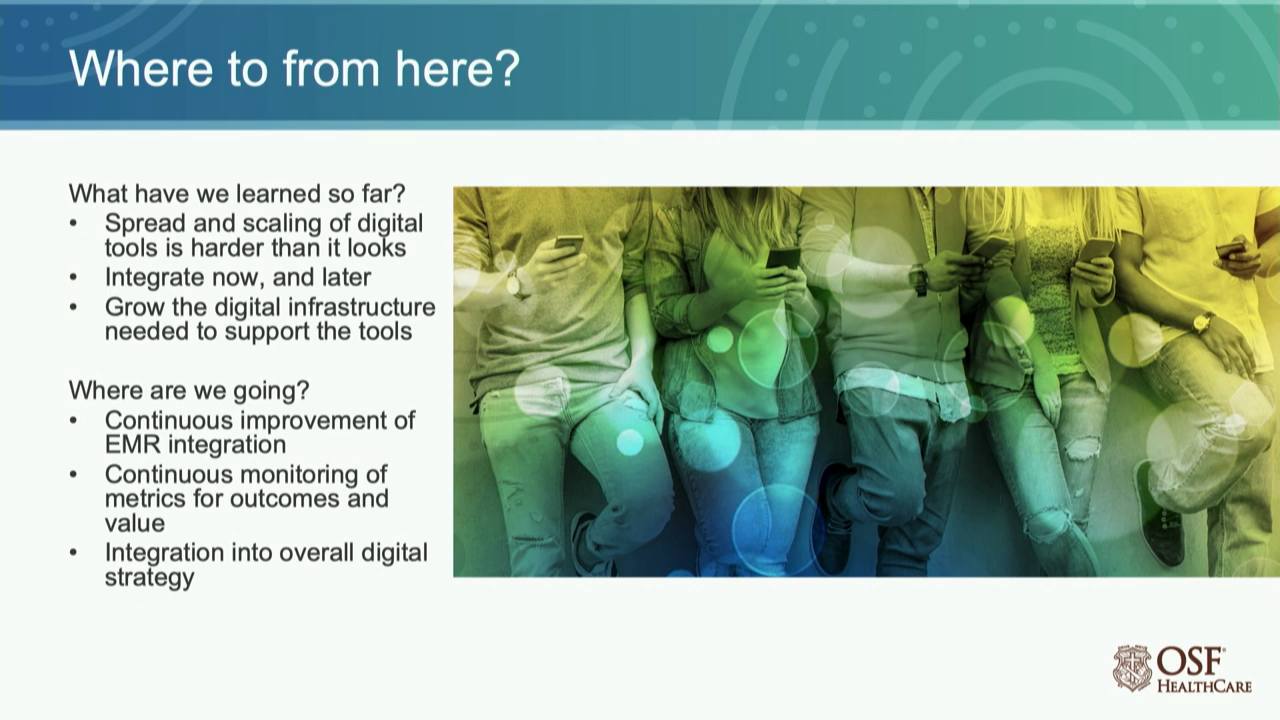 Where to from here?
What have we learned so far?
• Spread and scaling of digital
tools is harder than it looks
• Integrate now, and later
• Grow the digital infrastructure
needed to support the tools
Where are we going?
• Continuous improvement of
EMR integration
• Continuous monitoring of
metrics for outcomes and
value
• Integration into overall digital
strategy
OSF
HEALTHCARE